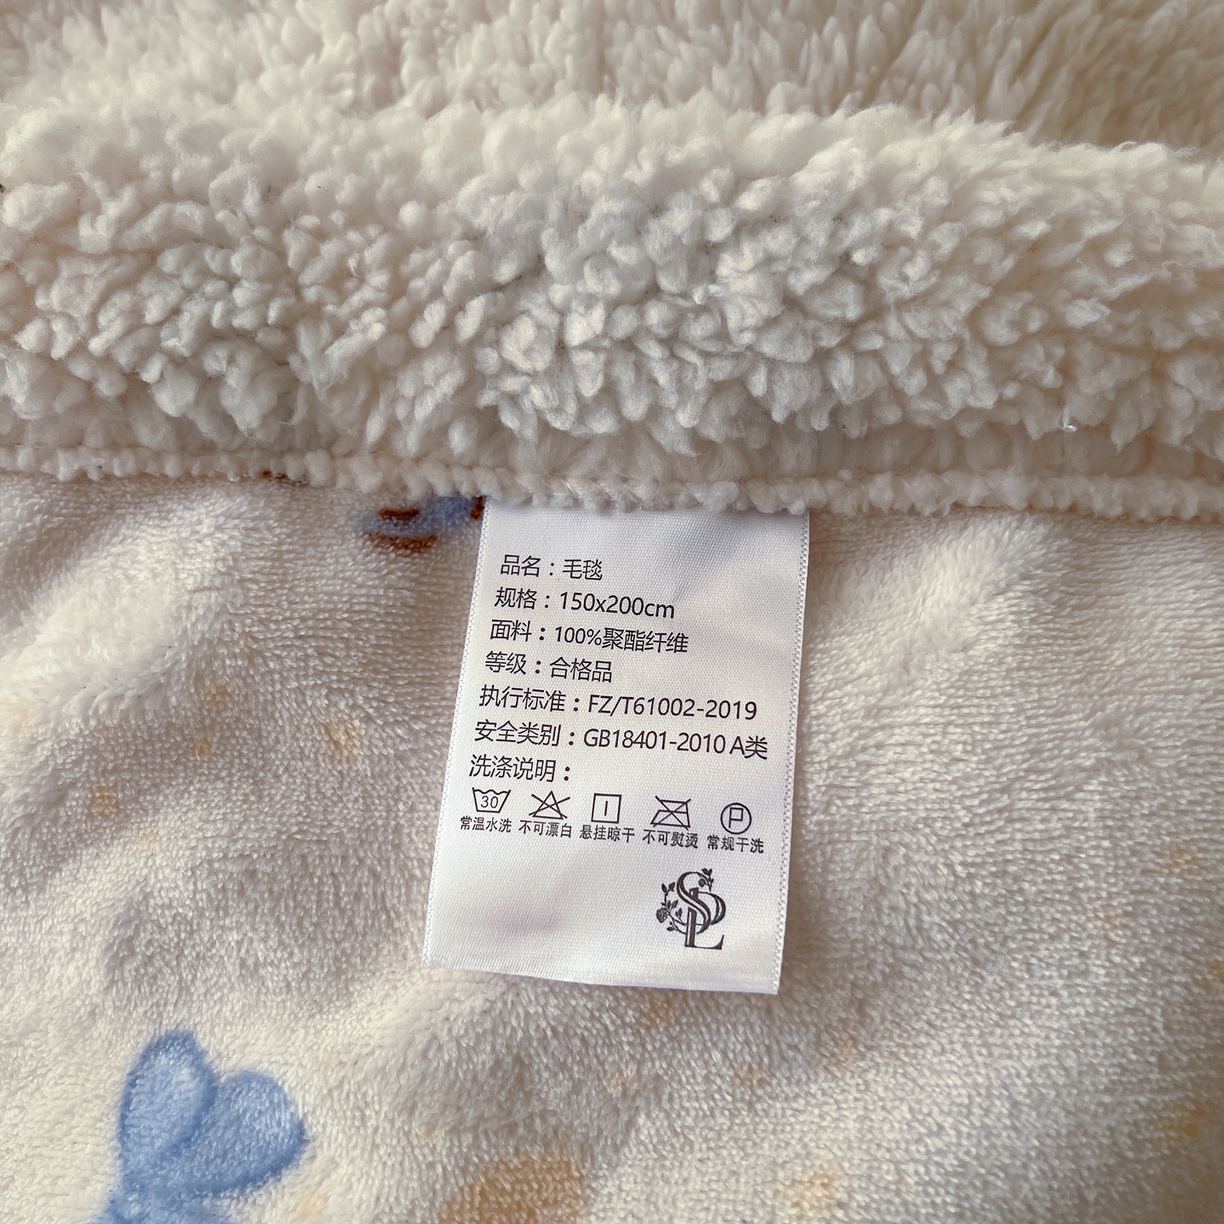 品名：毛毯
规格：150x200cm
面料：100%聚酯纤维
等级：合格品
执行标准：FZ/T61002-2019
安全类别：GB18401-2010 A类
洗涤说明：
30 P
常温水洗 不可漂白 悬挂晾干 不可熨烫 常规干洗
SL